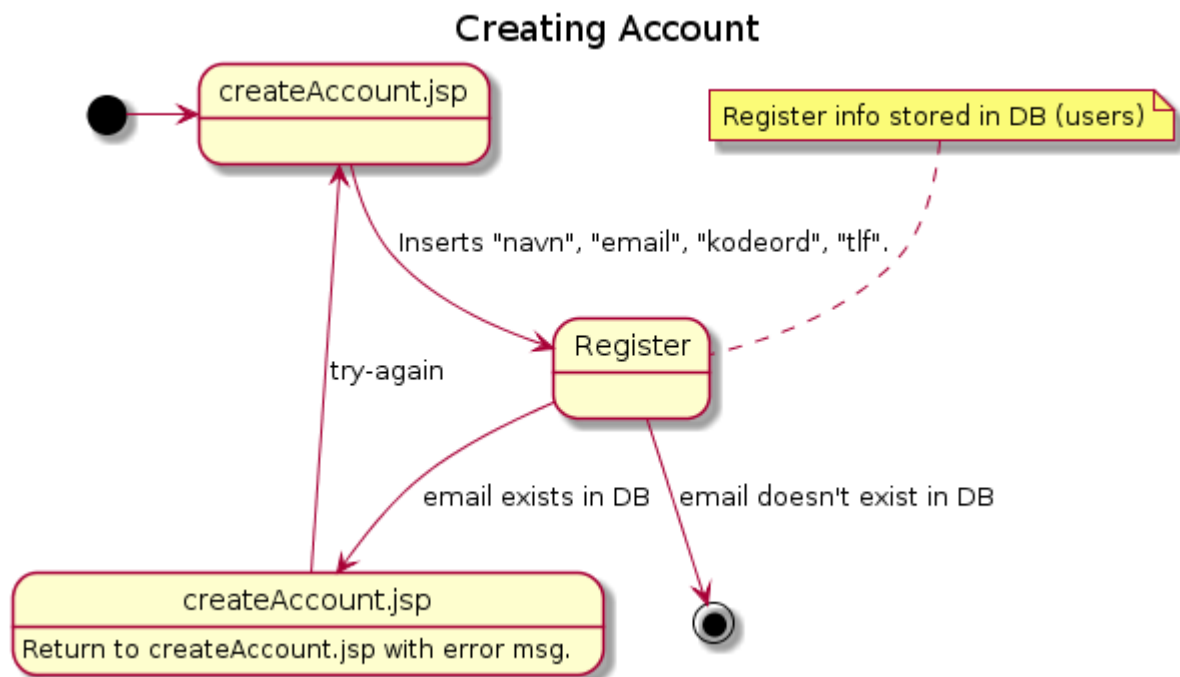 Creating Account
createAccount.jsp
Register info stored in DB (users)
Inserts "navn", "email", "kodeord", "tlf".
Register
try-again
email exists in DB
email doesn't exist in DB
createAccount.jsp
Return to createAccount.jsp with error msg.